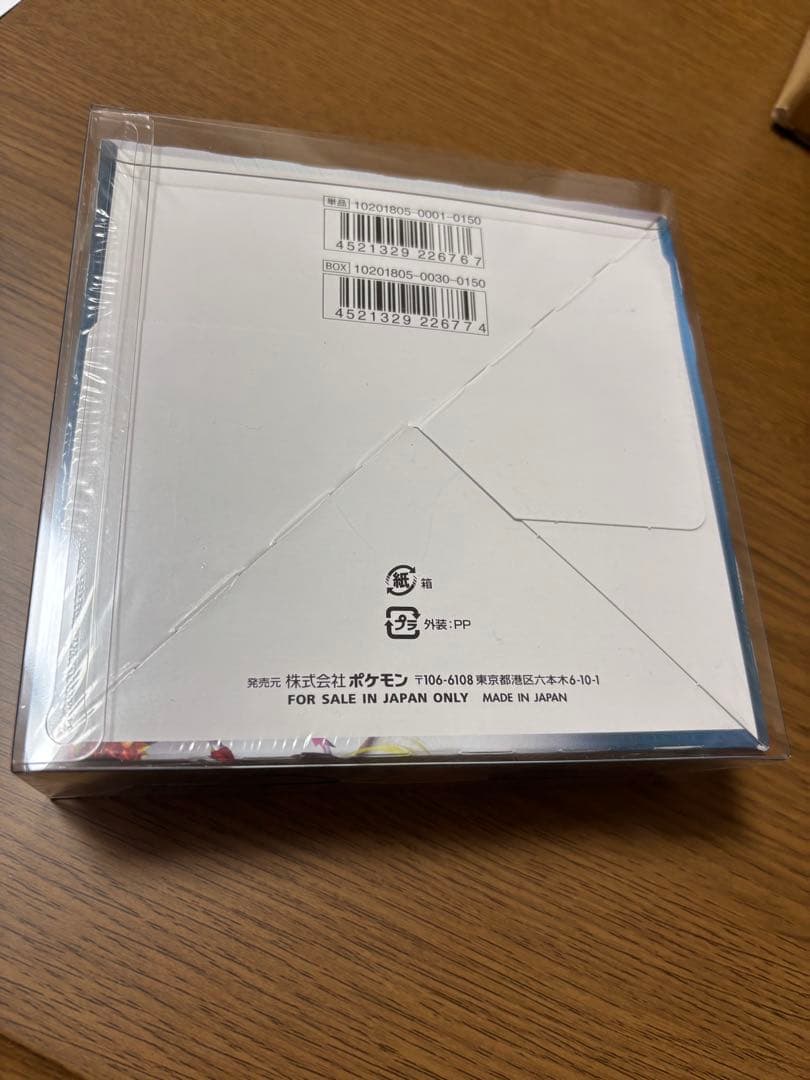 単品 10201805-0001-0150
4521329 226767
BOX 10201805-0030-0150
4521329 226774
紙 箱
プラ 外装:PP
発売元 株式会社 ポケモン 〒106-6108 東京都港区六本木6-10-1
FOR SALE IN JAPAN ONLY MADE IN JAPAN